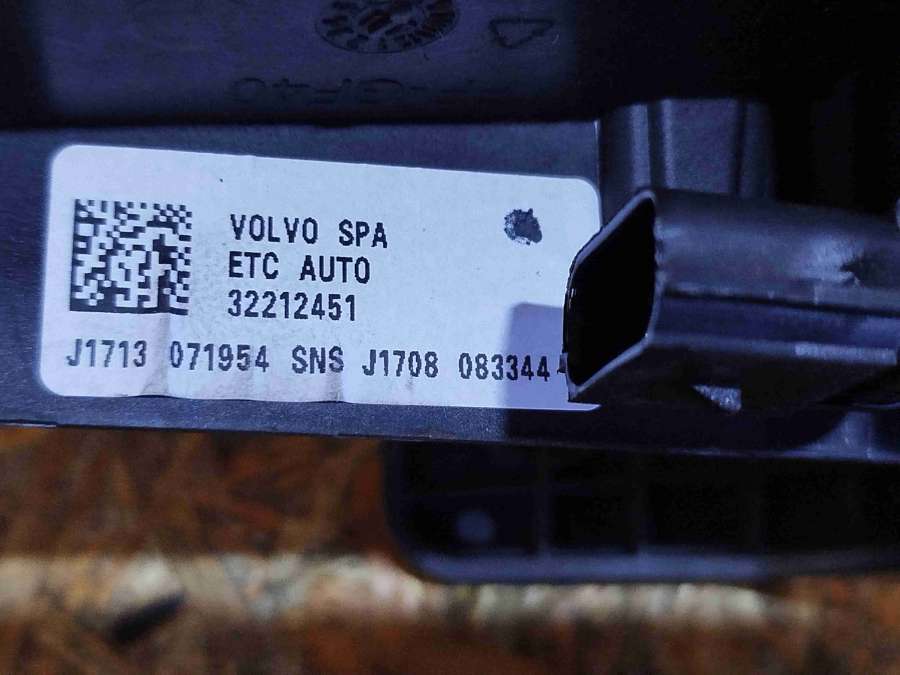 VOLVO SPA
ETC AUTO
32212451
J1713 071954 SNS J1708 083344